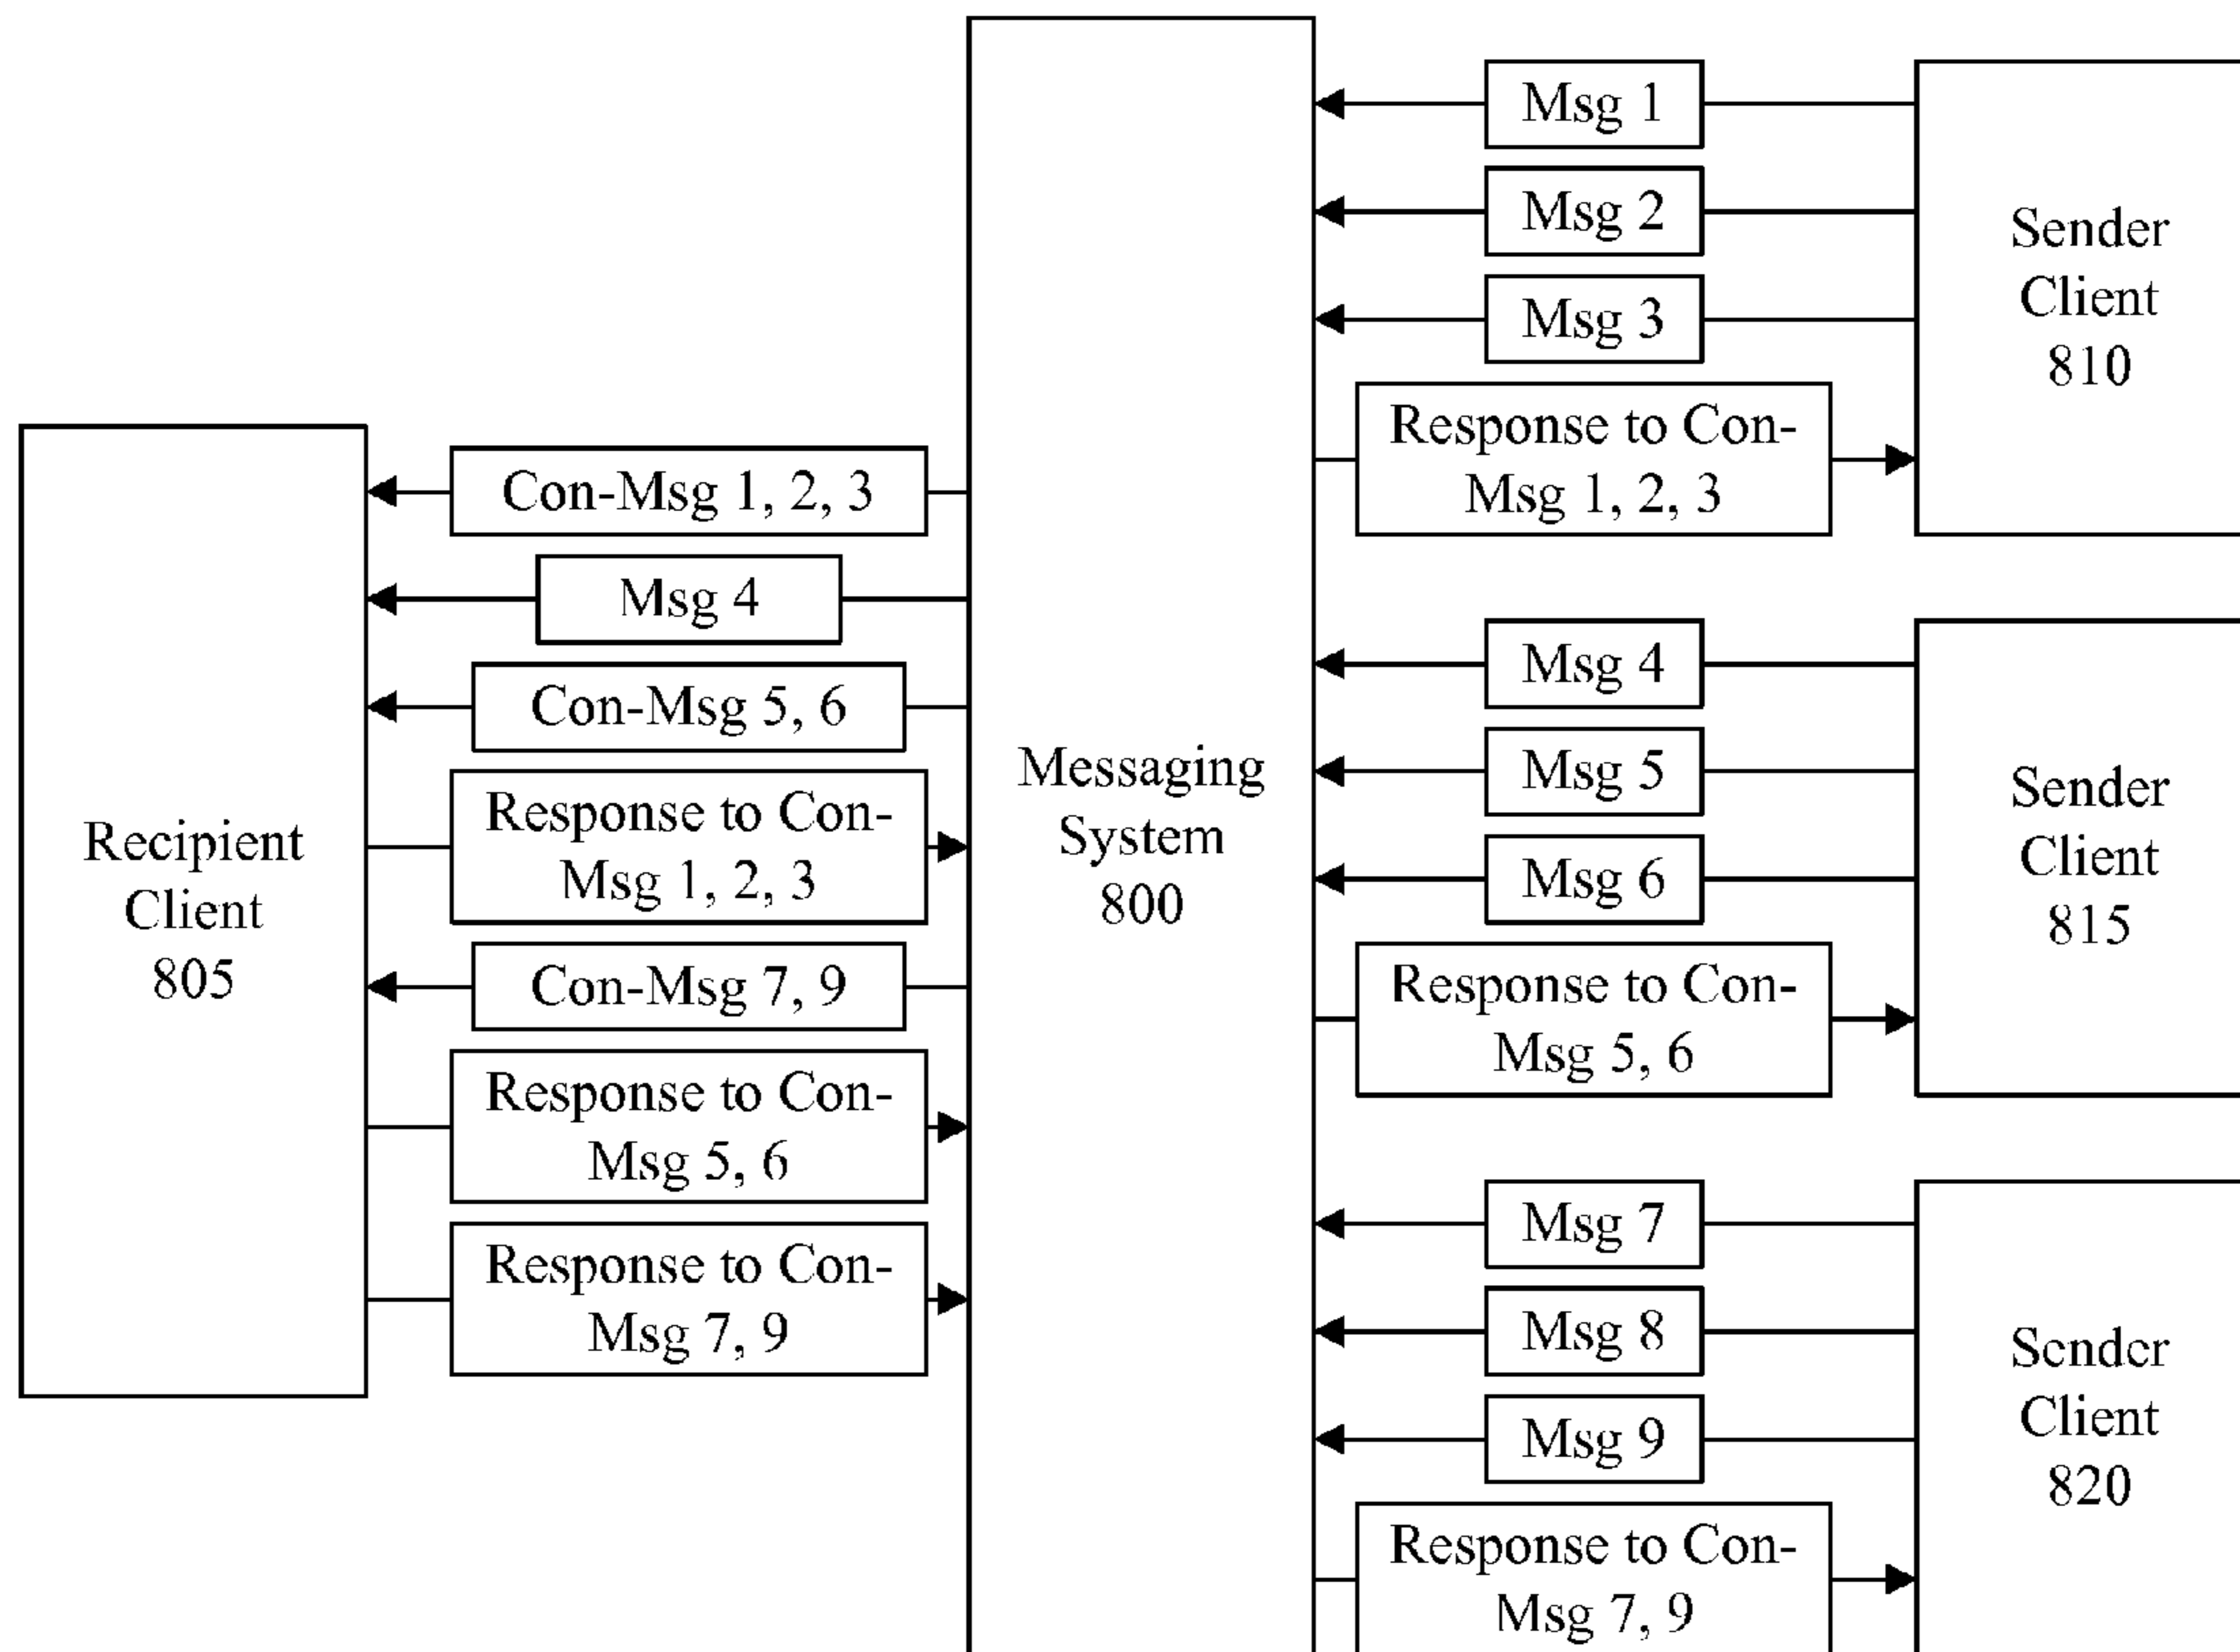 Msg 1
Msg 2
Msg 3
Response to Con-
Msg 1, 2, 3
Sender
Client
810
Con-Msg 1, 2, 3
Msg 4
Con-Msg 5, 6
Response to Con-
Msg 1, 2, 3
Con-Msg 7, 9
Response to Con-
Msg 5, 6
Response to Con-
Msg 7, 9
Recipient
Client
805
Messaging
System
800
Msg 4
Msg 5
Msg 6
Response to Con-
Msg 5, 6
Sender
Client
815
Msg 7
Msg 8
Msg 9
Response to Con-
Msg 7, 9
Sender
Client
820